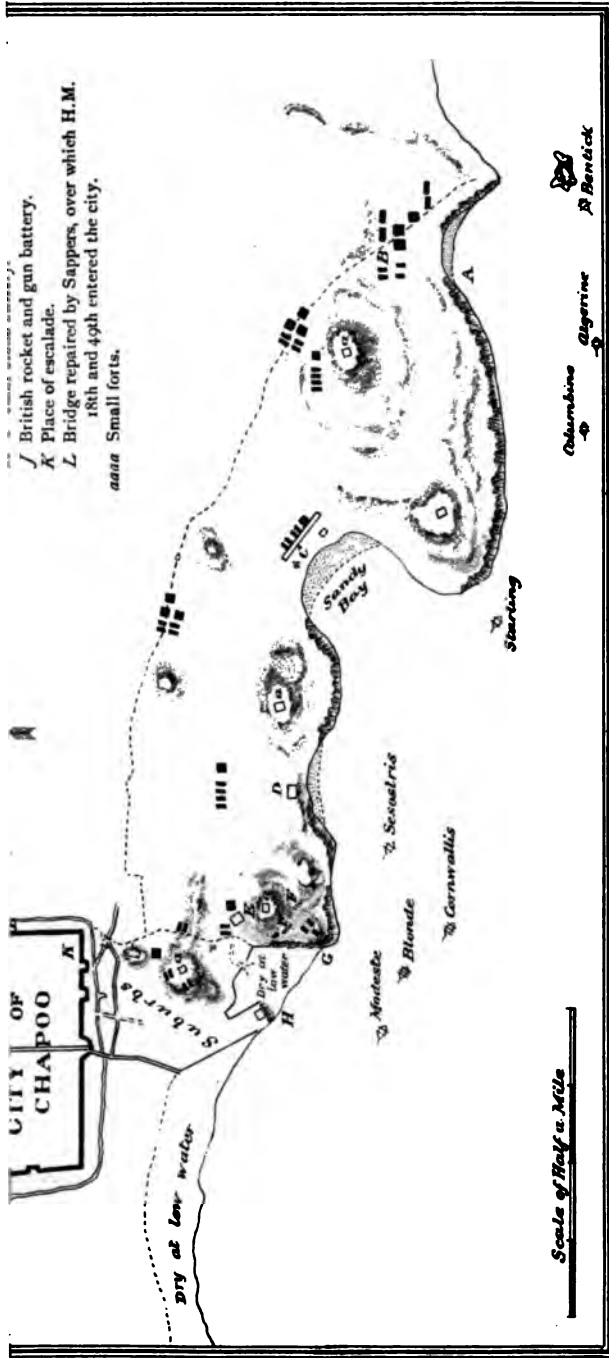 J British rocket and gun battery.
K Place of escalade.
L Bridge repaired by Sappers, over which H.M.
18th and 49th entered the city.
aaaa Small forts.
CITY OF
CHAPOO
K
Suburbs
Dry at low water
Dry at
low
water
H
G
F
E
a
a
D
a
Sandy
Bay
C
a
B
A
Modeste
Blonde
Cornwallis
Sesostris
Starling
Columbine
Algerine
Bentick
Scale of Half a Mile